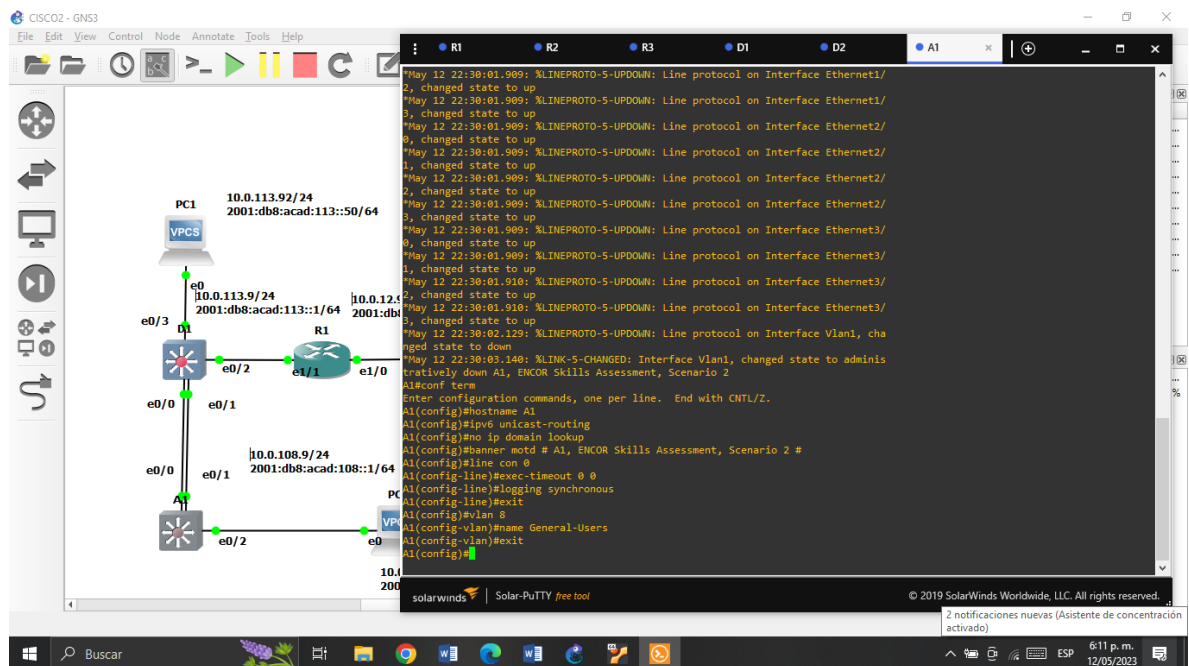 CISCO2 - GNS3
File Edit View Control Node Annotate Tools Help
R1 R2 R3 D1 D2 A1
*May 12 22:30:01.909: %LINEPROTO-5-UPDOWN: Line protocol on Interface Ethernet1/
2, changed state to up
*May 12 22:30:01.909: %LINEPROTO-5-UPDOWN: Line protocol on Interface Ethernet1/
3, changed state to up
*May 12 22:30:01.909: %LINEPROTO-5-UPDOWN: Line protocol on Interface Ethernet2/
0, changed state to up
*May 12 22:30:01.909: %LINEPROTO-5-UPDOWN: Line protocol on Interface Ethernet2/
1, changed state to up
*May 12 22:30:01.909: %LINEPROTO-5-UPDOWN: Line protocol on Interface Ethernet2/
2, changed state to up
*May 12 22:30:01.909: %LINEPROTO-5-UPDOWN: Line protocol on Interface Ethernet2/
3, changed state to up
*May 12 22:30:01.909: %LINEPROTO-5-UPDOWN: Line protocol on Interface Ethernet3/
0, changed state to up
*May 12 22:30:01.909: %LINEPROTO-5-UPDOWN: Line protocol on Interface Ethernet3/
1, changed state to up
*May 12 22:30:01.910: %LINEPROTO-5-UPDOWN: Line protocol on Interface Ethernet3/
2, changed state to up
*May 12 22:30:01.910: %LINEPROTO-5-UPDOWN: Line protocol on Interface Ethernet3/
3, changed state to up
*May 12 22:30:02.129: %LINEPROTO-5-UPDOWN: Line protocol on Interface Vlan1, cha
nged state to down
*May 12 22:30:03.140: %LINK-5-CHANGED: Interface Vlan1, changed state to adminis
tratively down A1, ENCOR Skills Assessment, Scenario 2
A1#conf term
Enter configuration commands, one per line. End with CNTL/Z.
A1(config)#hostname A1
A1(config)#ipv6 unicast-routing
A1(config)#no ip domain lookup
A1(config)#banner motd # A1, ENCOR Skills Assessment, Scenario 2 #
A1(config)#line con 0
A1(config-line)#exec-timeout 0 0
A1(config-line)#logging synchronous
A1(config-line)#exit
A1(config)#vlan 8
A1(config-vlan)#name General-Users
A1(config-vlan)#exit
A1(config)#
solarwinds Solar-PuTTY free tool
© 2019 SolarWinds Worldwide, LLC. All rights reserved.
PC1
10.0.113.92/24
2001:db8:acad:113::50/64
VPCS
e0
10.0.113.9/24
2001:db8:acad:113::1/64
10.0.12.
2001:db
e0/3
D1
R1
e0/2
e1/1
e1/0
e0/0
e0/1
10.0.108.9/24
2001:db8:acad:108::1/64
e0/0
e0/1
A1
PC
VPC
e0/2
e0
10.
200
2 notificaciones nuevas (Asistente de concentración
activado)
Buscar
ESP
6:11 p. m.
12/05/2023